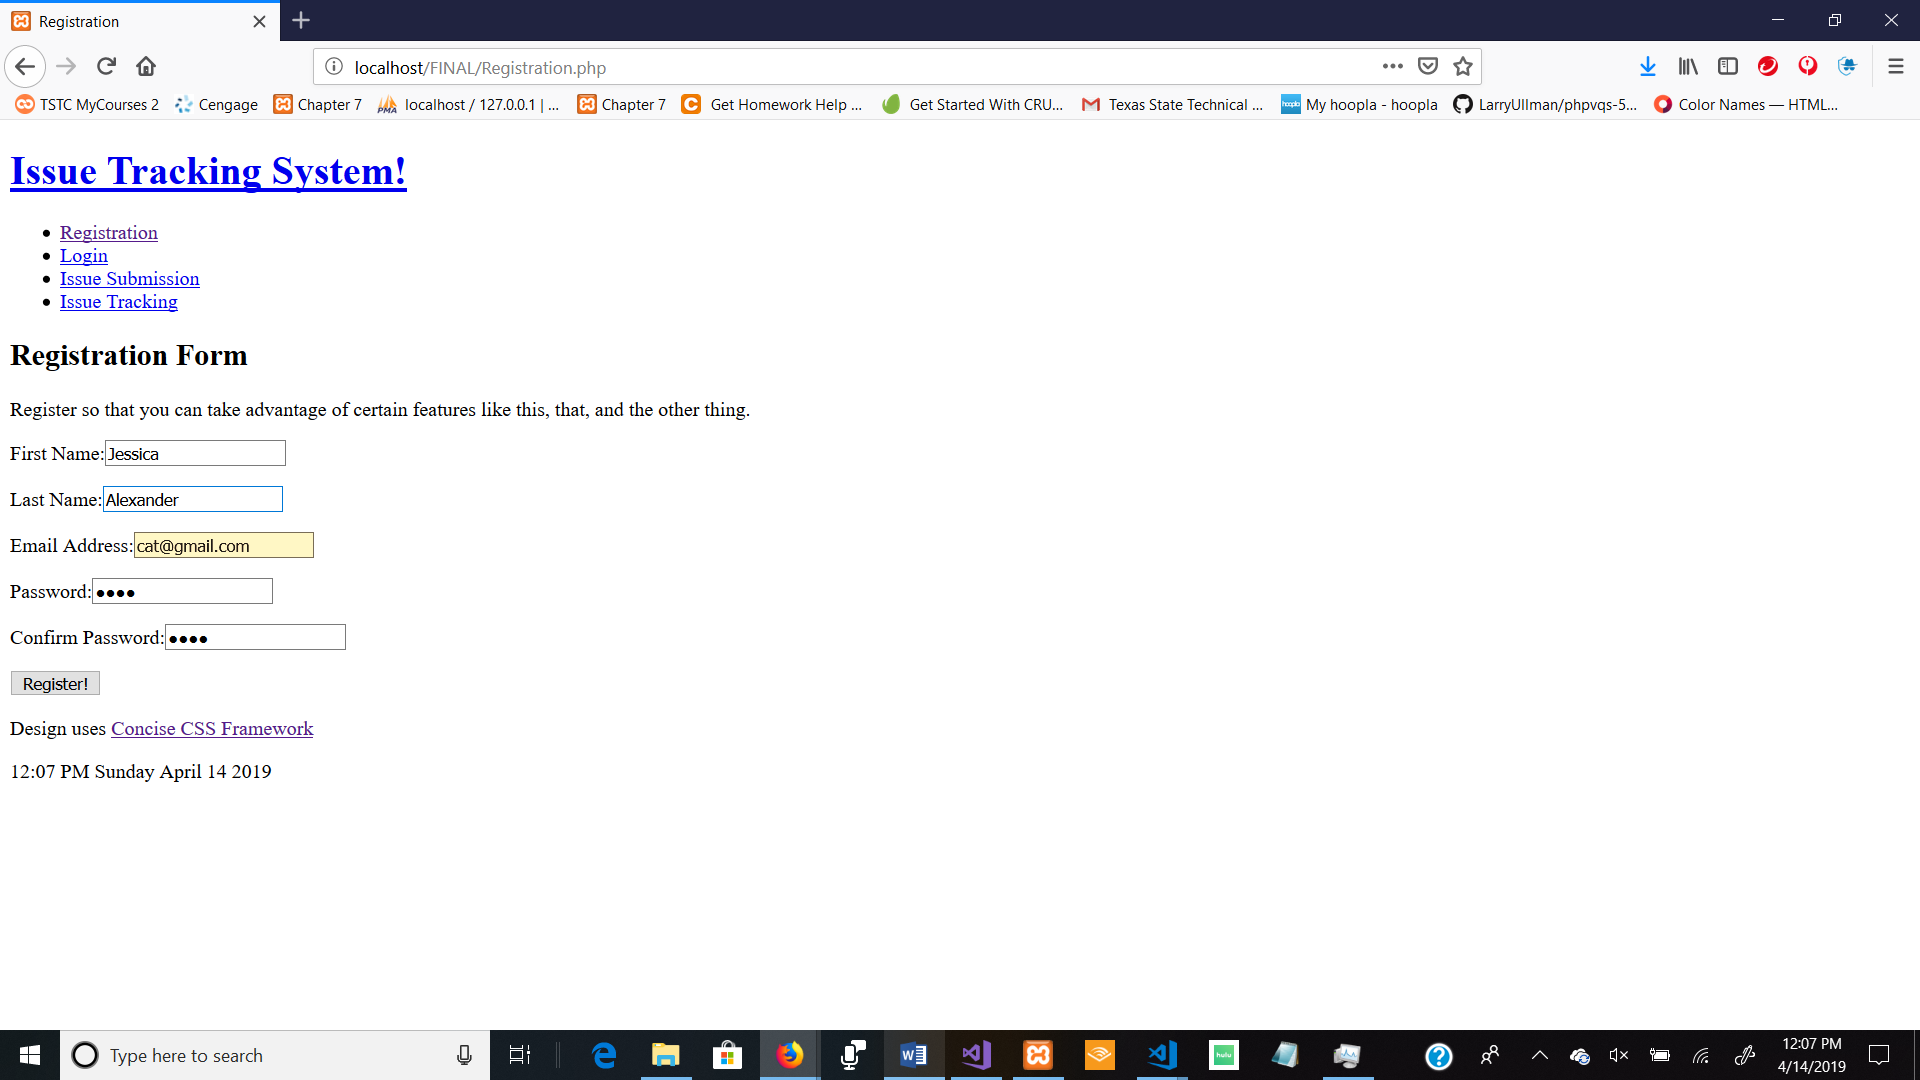 Registration
localhost/FINAL/Registration.php
TSTC MyCourses 2 Cengage Chapter 7 localhost / 127.0.0.1 | ... Chapter 7 Get Homework Help ... Get Started With CRU... Texas State Technical ... My hoopla - hoopla LarryUllman/phpvqs-5... Color Names — HTML...
Issue Tracking System!
Registration
Login
Issue Submission
Issue Tracking
Registration Form
Register so that you can take advantage of certain features like this, that, and the other thing.
First Name: Jessica
Last Name: Alexander
Email Address: cat@gmail.com
Password: ●●●●
Confirm Password: ●●●●
Register!
Design uses Concise CSS Framework
12:07 PM Sunday April 14 2019
Type here to search
hulu
12:07 PM
4/14/2019